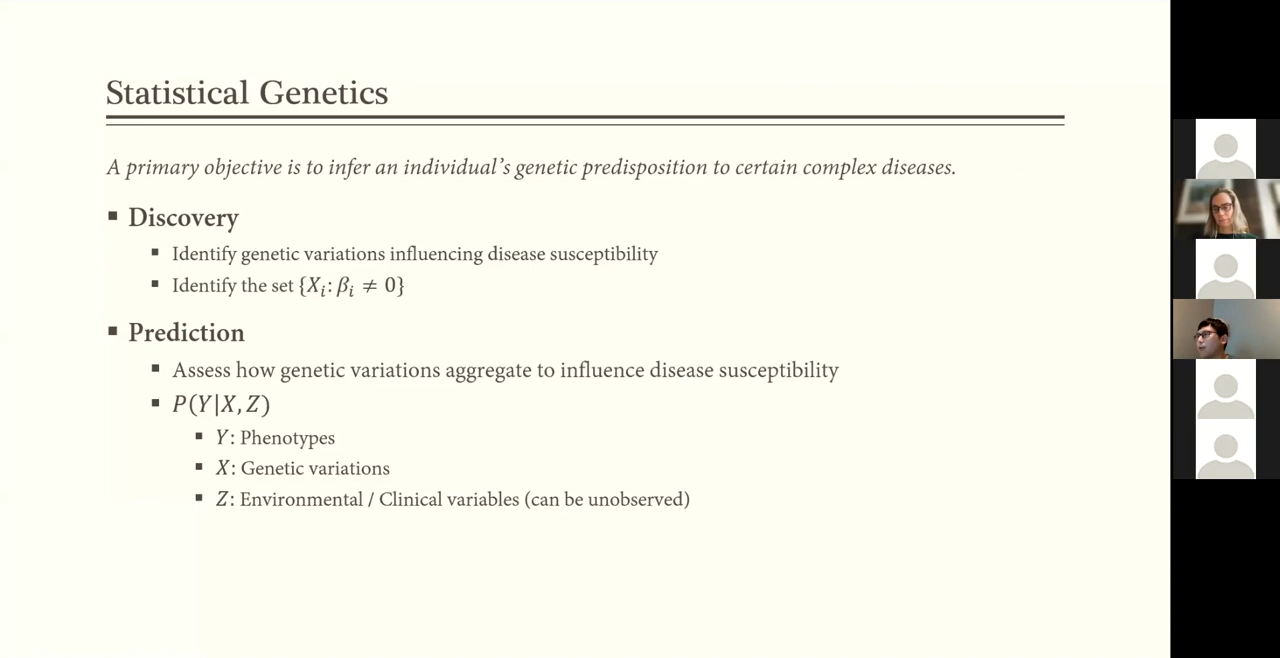 Statistical Genetics
A primary objective is to infer an individual’s genetic predisposition to certain complex diseases.
▪ Discovery
▪ Identify genetic variations influencing disease susceptibility
▪ Identify the set {Xᵢ: βᵢ ≠ 0}
▪ Prediction
▪ Assess how genetic variations aggregate to influence disease susceptibility
▪ P(Y|X, Z)
▪ Y: Phenotypes
▪ X: Genetic variations
▪ Z: Environmental / Clinical variables (can be unobserved)